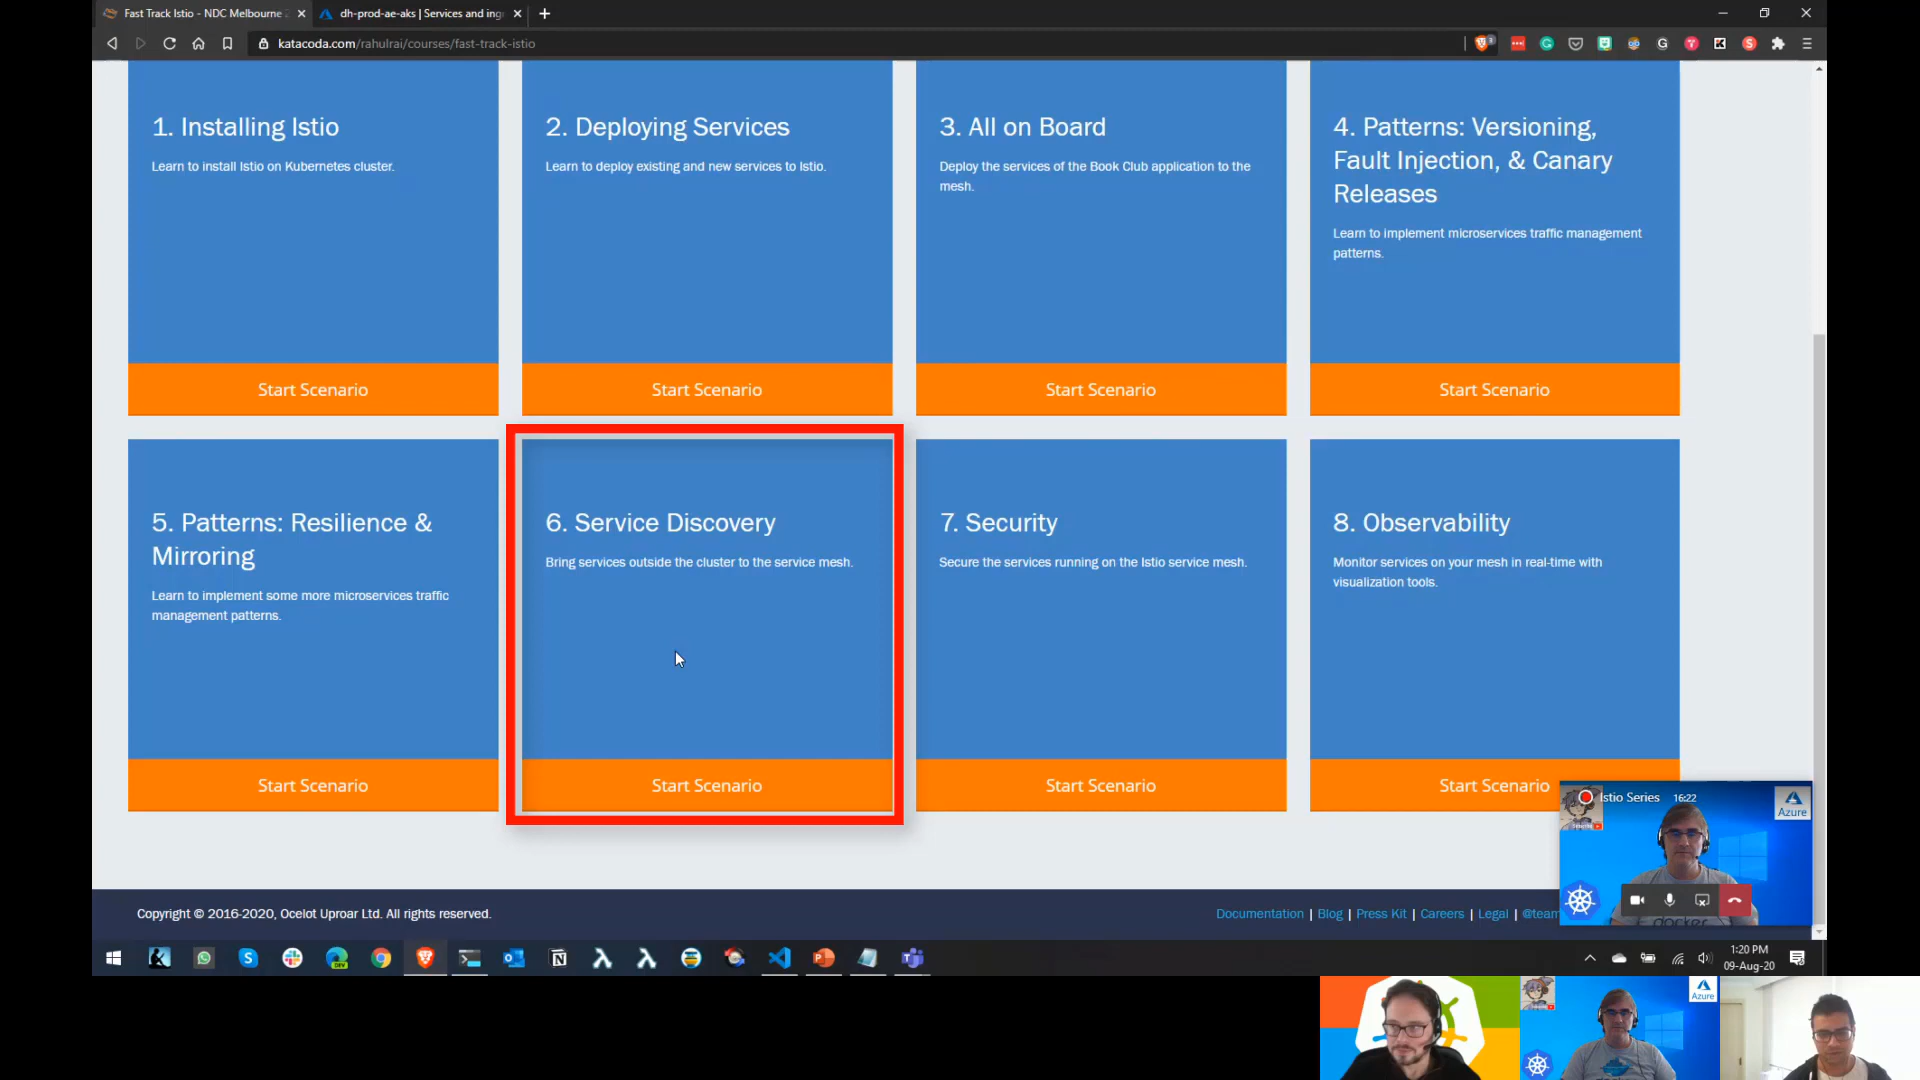 Fast Track Istio - NDC Melbourne 2
dh-prod-ae-aks | Services and ing
katacoda.com/rahulrai/courses/fast-track-istio
1. Installing Istio
Learn to install Istio on Kubernetes cluster.
Start Scenario
2. Deploying Services
Learn to deploy existing and new services to Istio.
Start Scenario
3. All on Board
Deploy the services of the Book Club application to the
mesh.
Start Scenario
4. Patterns: Versioning,
Fault Injection, & Canary
Releases
Learn to implement microservices traffic management
patterns.
Start Scenario
5. Patterns: Resilience &
Mirroring
Learn to implement some more microservices traffic
management patterns.
Start Scenario
6. Service Discovery
Bring services outside the cluster to the service mesh.
Start Scenario
7. Security
Secure the services running on the Istio service mesh.
Start Scenario
8. Observability
Monitor services on your mesh in real-time with
visualization tools.
Start Scenario
Istio Series 16:22
Azure
docker
Copyright © 2016-2020, Ocelot Uproar Ltd. All rights reserved.
Documentation | Blog | Press Kit | Careers | Legal | @team
1:20 PM
09-Aug-20
Azure